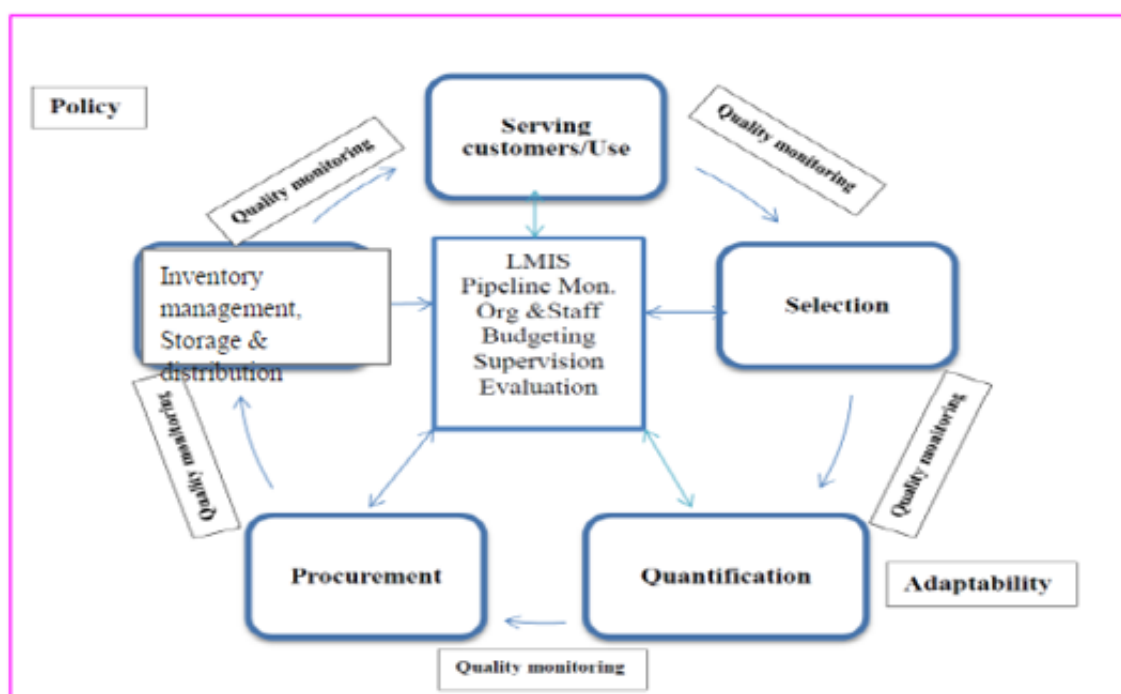 Policy
Serving
customers/Use
Quality monitoring
Quality monitoring
Inventory
management,
Storage &
distribution
LMIS
Pipeline Mon.
Org &Staff
Budgeting
Supervision
Evaluation
Selection
Quality monitoring
Quality monitoring
Procurement
Quantification
Adaptability
Quality monitoring